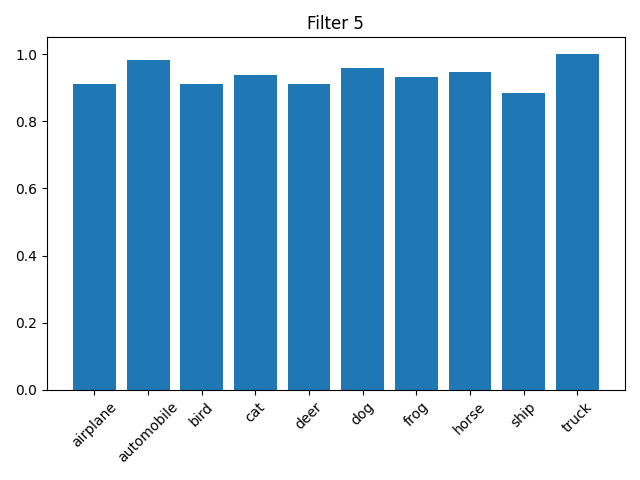 Filter 5
1.0
0.8
0.6
0.4
0.2
0.0
airplane
automobile
bird
cat
deer
dog
frog
horse
ship
truck